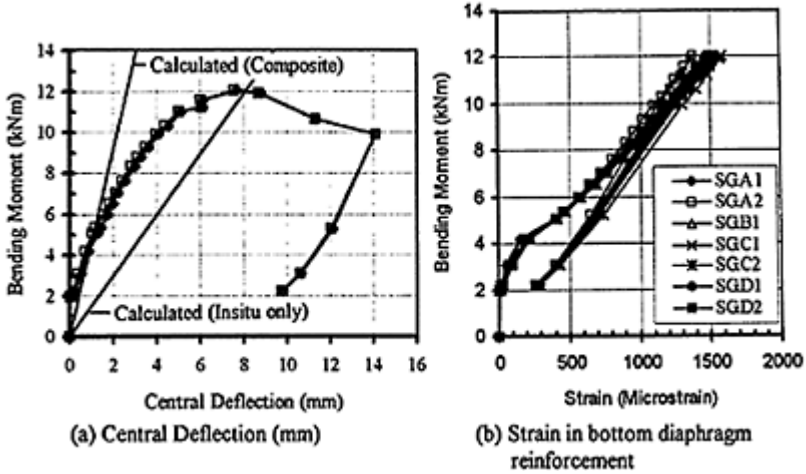 14
12
10
8
6
4
2
0
Bending Moment (kNm)
Calculated (Composite)
Calculated (Insitu only)
0 2 4 6 8 10 12 14 16
Central Deflection (mm)
(a) Central Deflection (mm)
14
12
10
8
6
4
2
0
Bending Moment (kNm)
SGA1
SGA2
SGB1
SGC1
SGC2
SGD1
SGD2
0 500 1000 1500 2000
Strain (Microstrain)
(b) Strain in bottom diaphragm
reinforcement